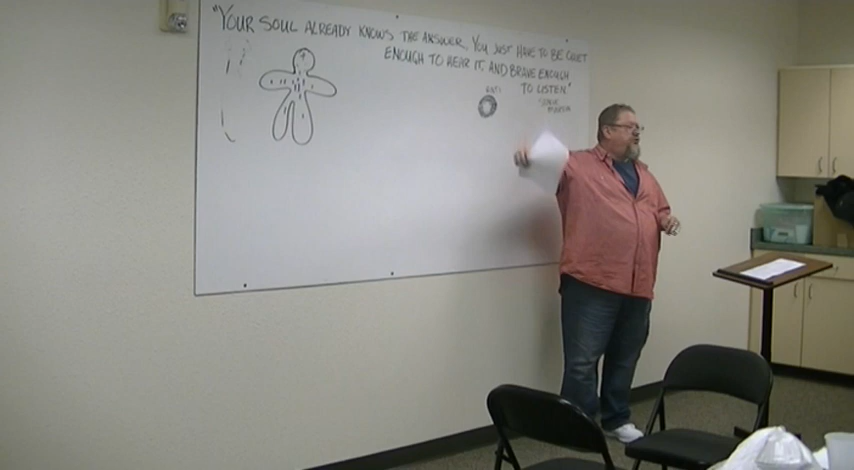 "YOUR SOUL ALREADY KNOWS THE ANSWER. YOU JUST HAVE TO BE QUIET
ENOUGH TO HEAR IT, AND BRAVE ENOUGH
TO LISTEN."